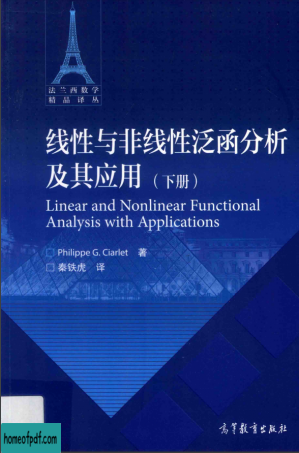 法兰西数学
精品译丛
线性与非线性泛函分析
及其应用（下册）
Linear and Nonlinear Functional
Analysis with Applications
Philippe G. Ciarlet 著
秦铁虎 译
高等教育出版社
homeofpdf.com